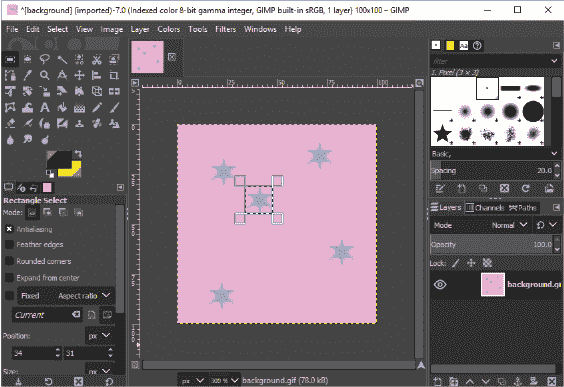 *[background] (imported)-7.0 (Indexed color 8-bit gamma integer, GIMP built-in sRGB, 1 layer) 100x100 – GIMP
File Edit Select View Image Layer Colors Tools Filters Windows Help
0 25 50 75 100
filter
1. Pixel (1 × 1)
Basic,
Spacing 20.0
Rectangle Select
Mode:
Antialiasing
Feather edges
Rounded corners
Expand from center
Fixed Aspect ratio
Current
Position: px
34 31
Size: px
Layers Channels Paths
Mode Normal
Opacity 100.0
Lock:
background.gi
px 300 % background.gif (78.0 kB)